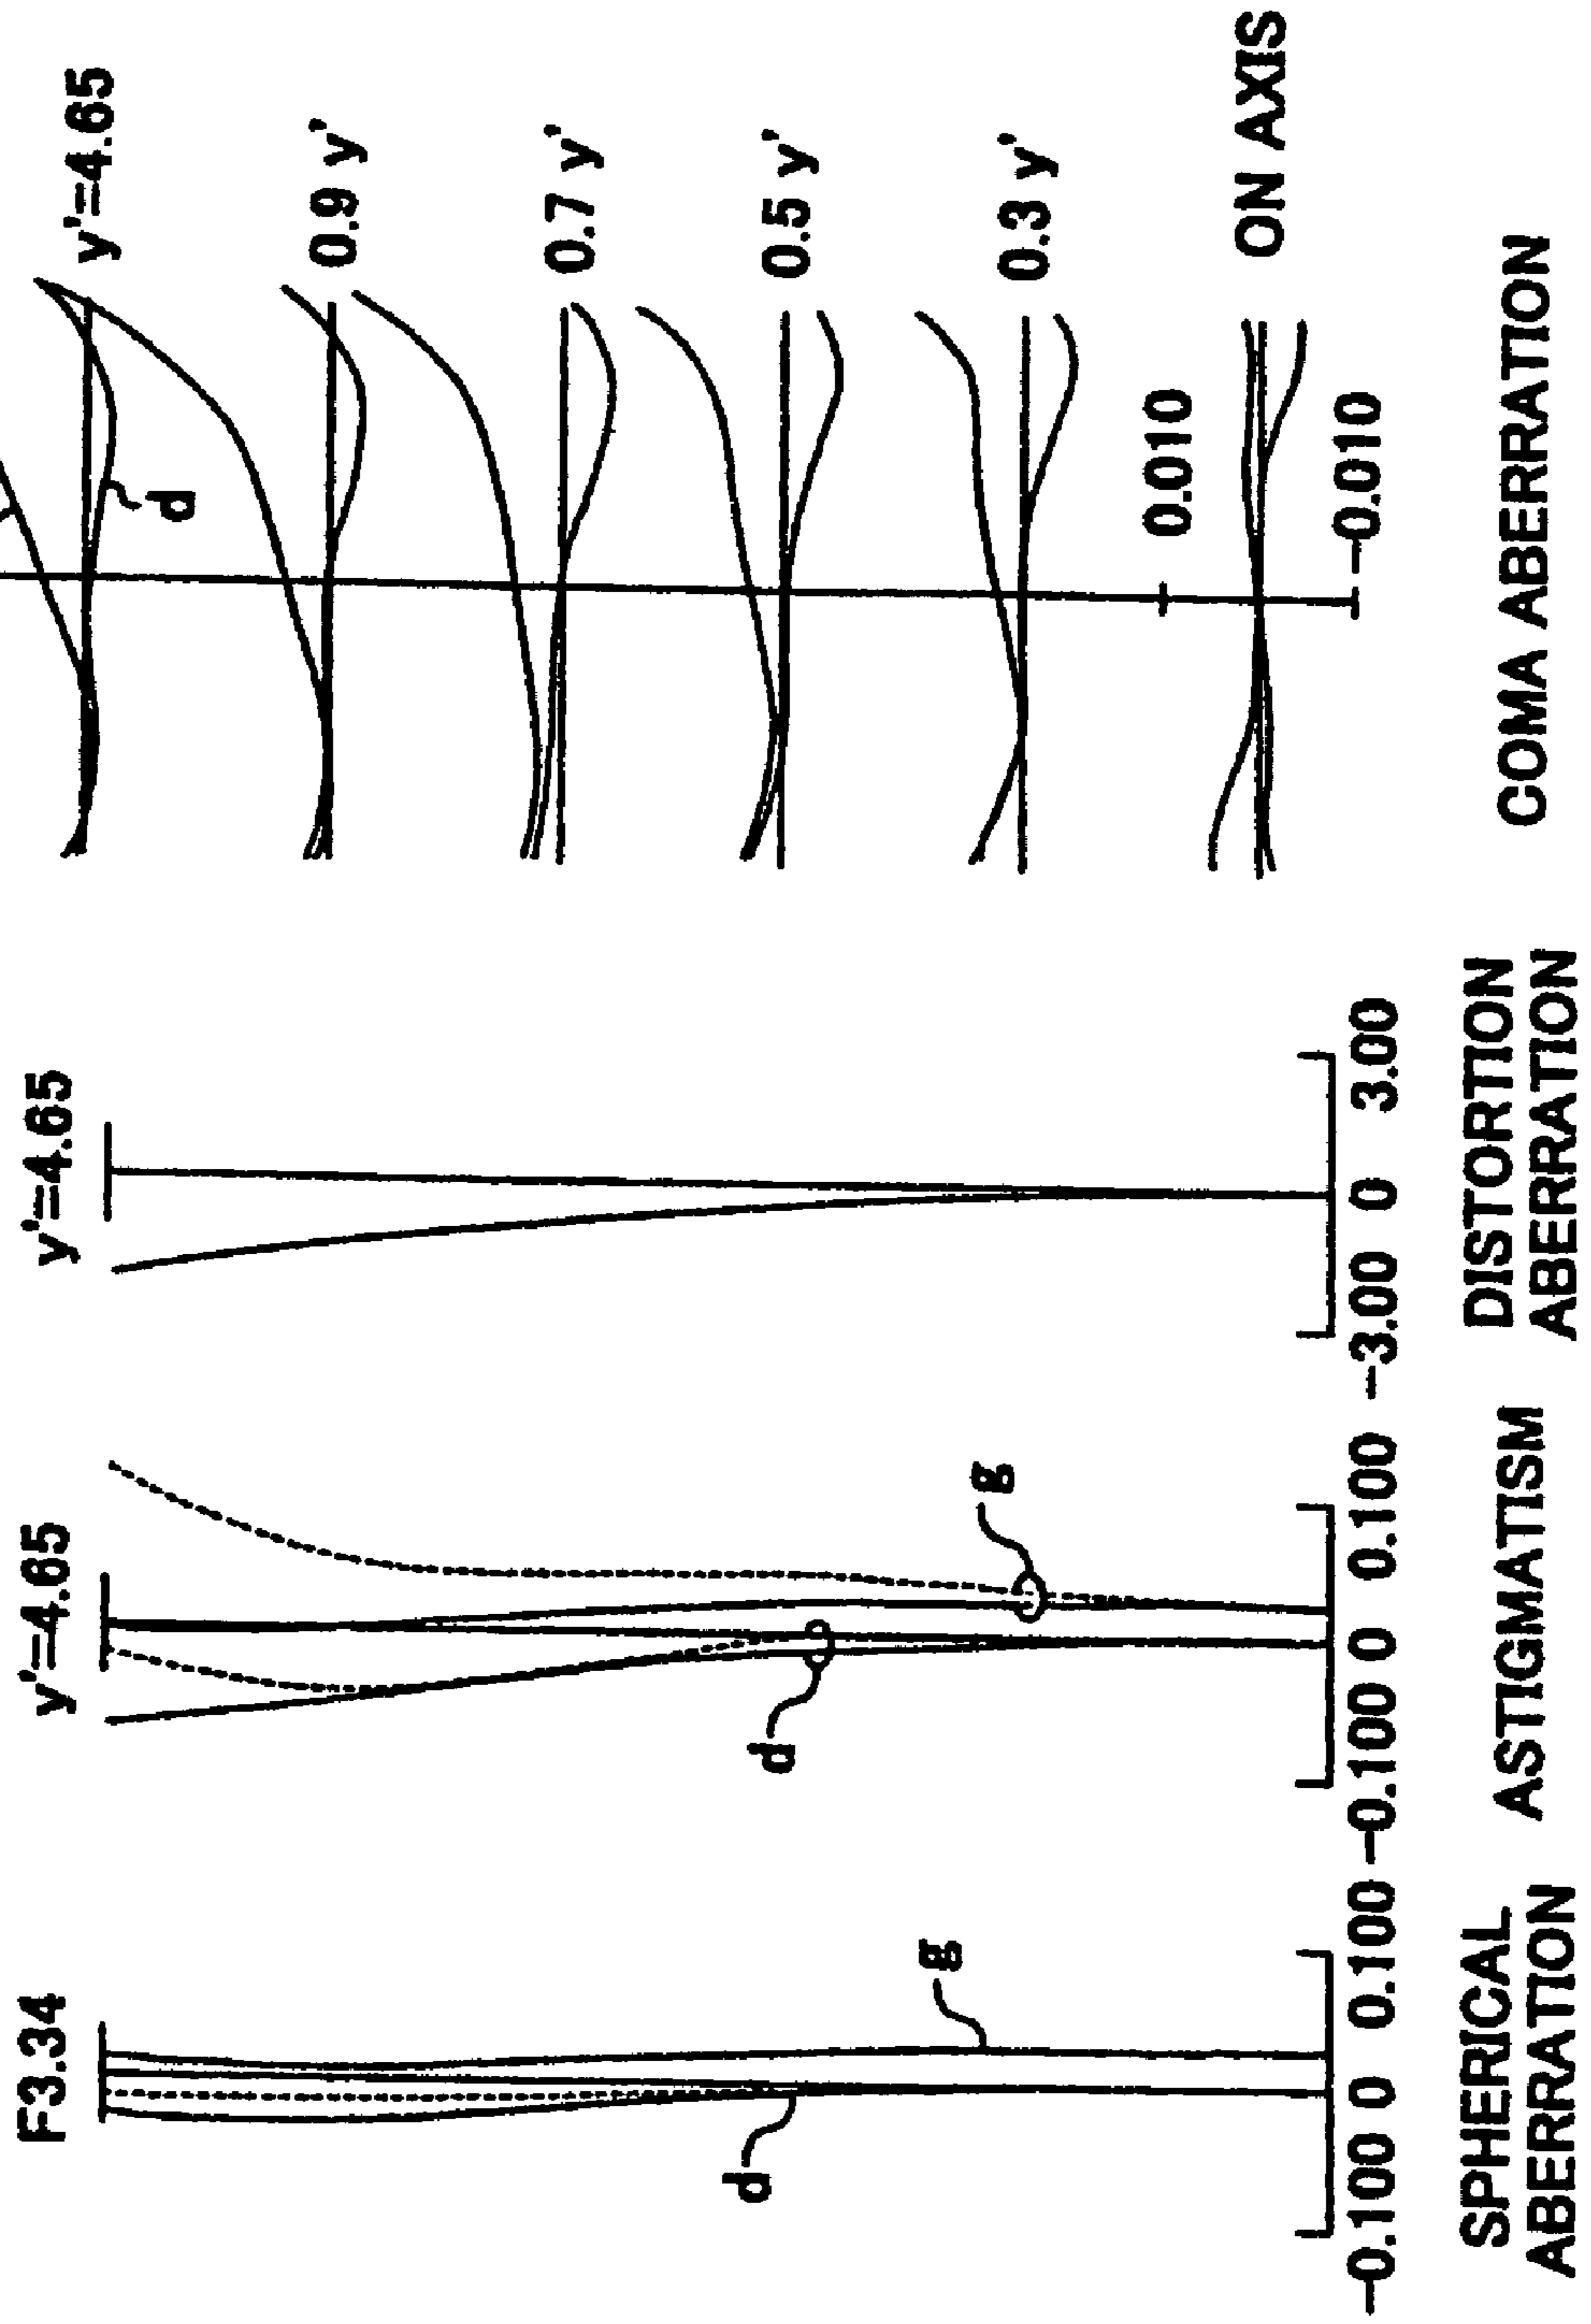 F3.34
d
g
−0.100 0 0.100
SPHERICAL
ABERRATION
y'=4.65
d
g
−0.100 0 0.100
ASTIGMATISM
y'=4.65
−3.00 0 3.00
DISTORTION
ABERRATION
y'=4.65
d
0.9 y'
0.7 y'
0.5 y'
0.3 y'
0.010
ON AXIS
−0.010
COMA ABERRATION